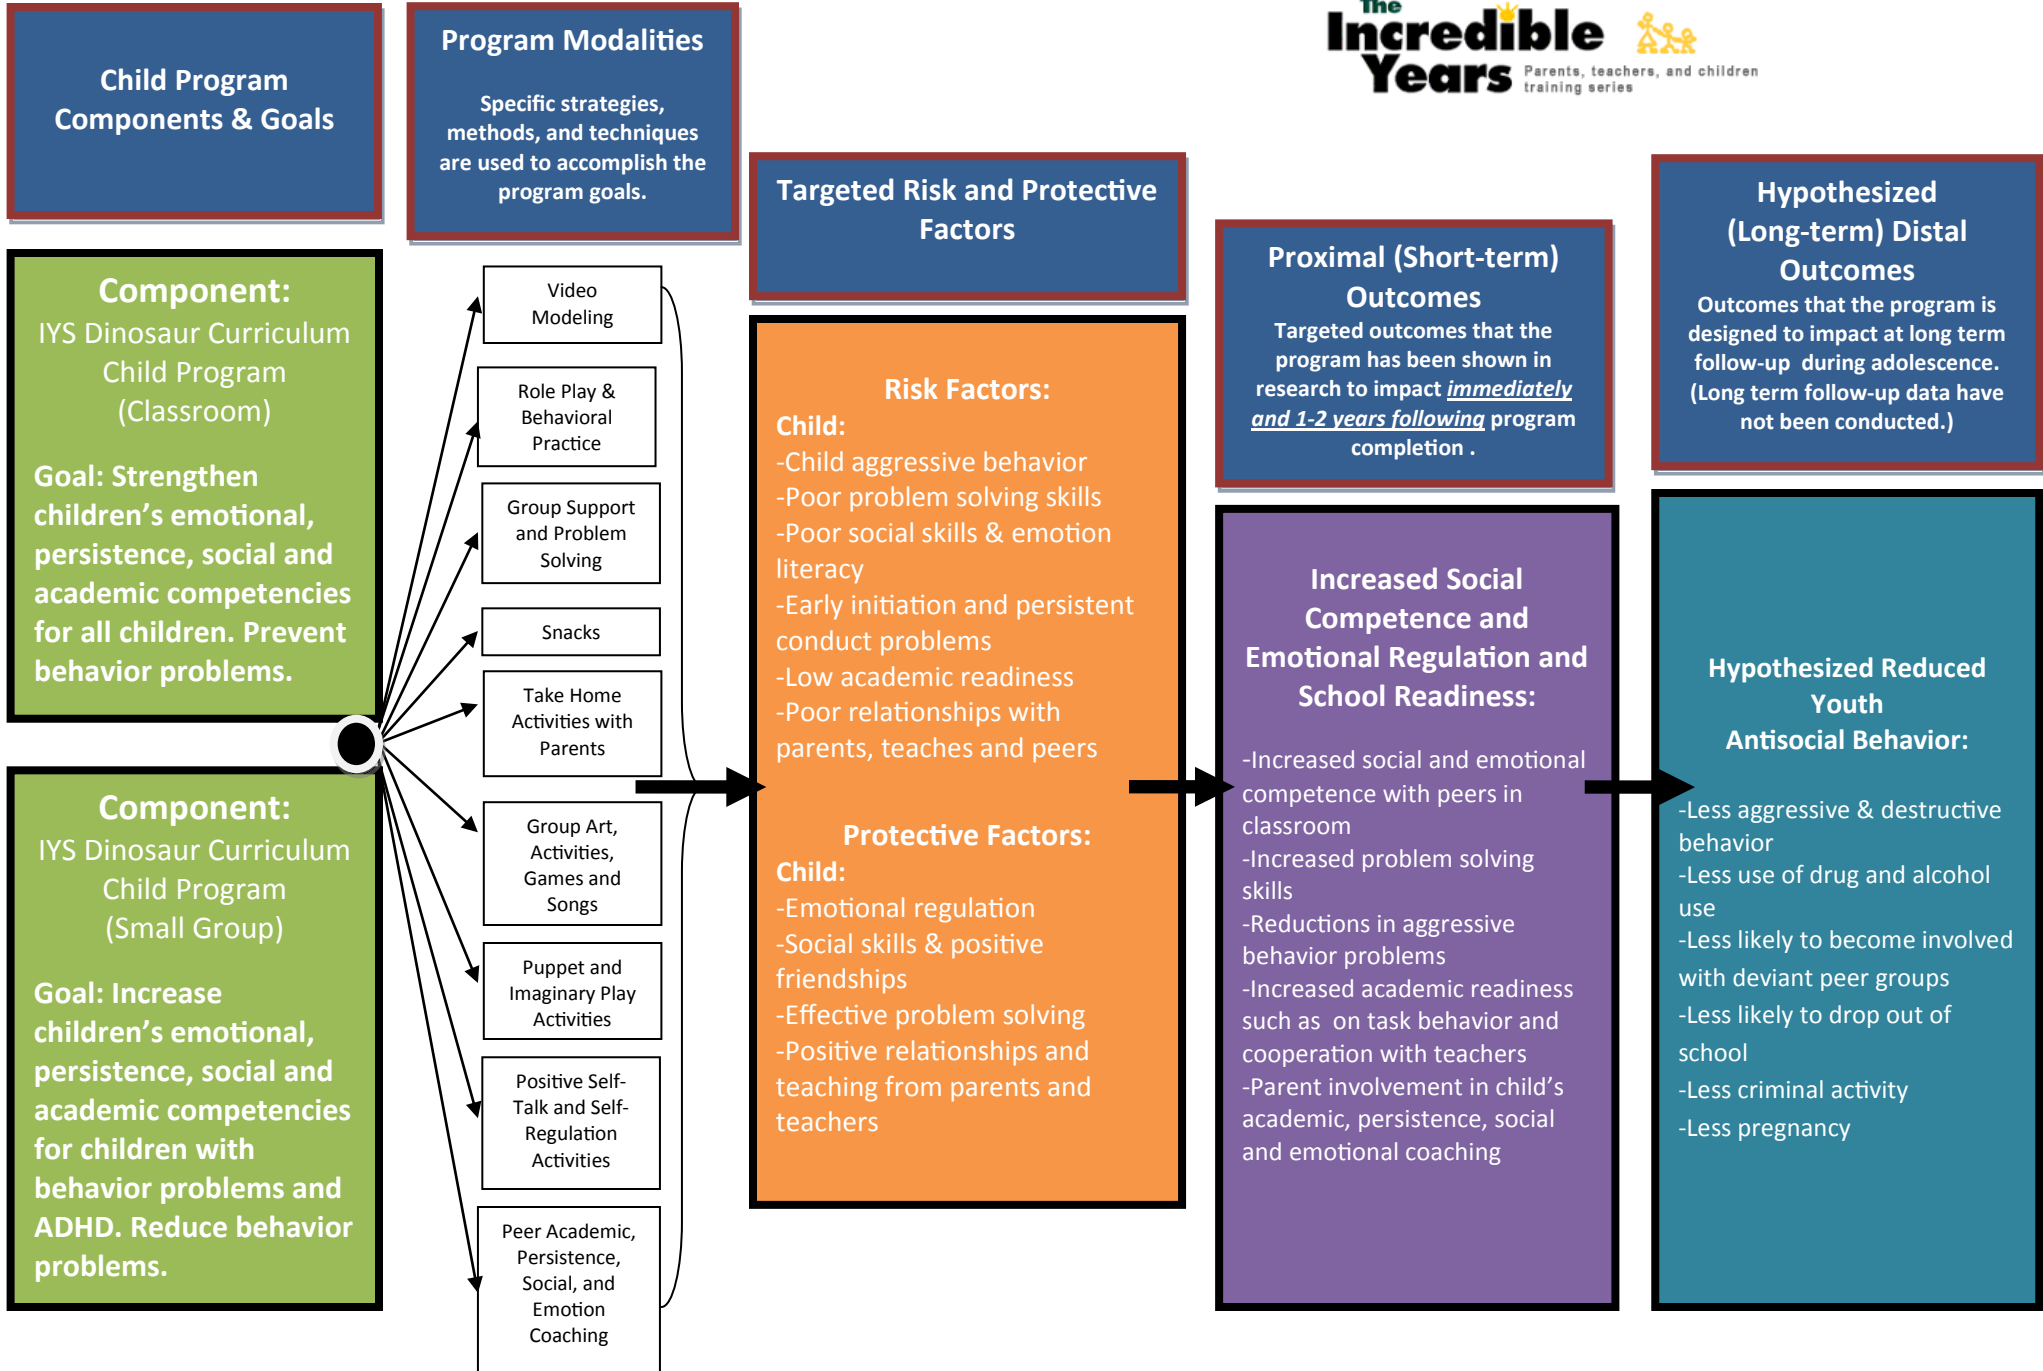 Child Program
Components & Goals
Program Modalities
Specific strategies,
methods, and techniques
are used to accomplish the
program goals.
The
Incredible
Years
Parents, teachers, and children
training series
Targeted Risk and Protective
Factors
Proximal (Short-term)
Outcomes
Targeted outcomes that the
program has been shown in
research to impact immediately
and 1-2 years following program
completion .
Hypothesized
(Long-term) Distal
Outcomes
Outcomes that the program is
designed to impact at long term
follow-up  during adolescence.
(Long term follow-up data have
not been conducted.)
Component:
IYS Dinosaur Curriculum
Child Program
(Classroom)
Goal: Strengthen
children’s emotional,
persistence, social and
academic competencies
for all children. Prevent
behavior problems.
Component:
IYS Dinosaur Curriculum
Child Program
(Small Group)
Goal: Increase
children’s emotional,
persistence, social and
academic competencies
for children with
behavior problems and
ADHD. Reduce behavior
problems.
Video
Modeling
Role Play &
Behavioral
Practice
Group Support
and Problem
Solving
Snacks
Take Home
Activities with
Parents
Group Art,
Activities,
Games and
Songs
Puppet and
Imaginary Play
Activities
Positive Self-
Talk and Self-
Regulation
Activities
Peer Academic,
Persistence,
Social, and
Emotion
Coaching
Risk Factors:
Child:
-Child aggressive behavior
-Poor problem solving skills
-Poor social skills & emotion
literacy
-Early initiation and persistent
conduct problems
-Low academic readiness
-Poor relationships with
parents, teaches and peers
Protective Factors:
Child:
-Emotional regulation
-Social skills & positive
friendships
-Effective problem solving
-Positive relationships and
teaching from parents and
teachers
Increased Social
Competence and
Emotional Regulation and
School Readiness:
-Increased social and emotional
competence with peers in
classroom
-Increased problem solving
skills
-Reductions in aggressive
behavior problems
-Increased academic readiness
such as  on task behavior and
cooperation with teachers
-Parent involvement in child’s
academic, persistence, social
and emotional coaching
Hypothesized Reduced
Youth
Antisocial Behavior:
-Less aggressive & destructive
behavior
-Less use of drug and alcohol
use
-Less likely to become involved
with deviant peer groups
-Less likely to drop out of
school
-Less criminal activity
-Less pregnancy